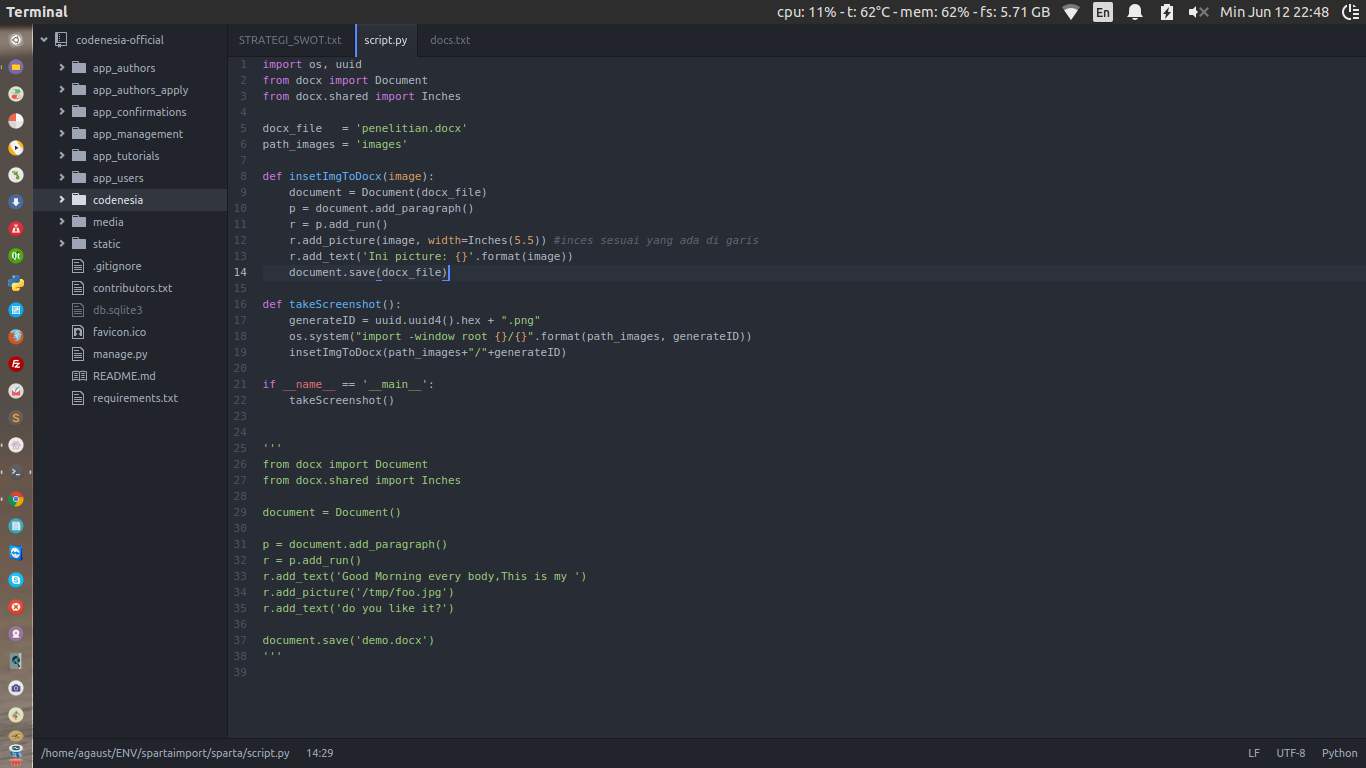 Terminal
cpu: 11% - t: 62°C - mem: 62% - fs: 5.71 GB
En
Min Jun 12 22:48
codenesia-official
app_authors
app_authors_apply
app_confirmations
app_management
app_tutorials
app_users
codenesia
media
static
.gitignore
contributors.txt
db.sqlite3
favicon.ico
manage.py
README.md
requirements.txt
STRATEGI_SWOT.txt
script.py
docs.txt
1 import os, uuid
2 from docx import Document
3 from docx.shared import Inches
4
5 docx_file   = 'penelitian.docx'
6 path_images = 'images'
7
8 def insetImgToDocx(image):
9     document = Document(docx_file)
10     p = document.add_paragraph()
11     r = p.add_run()
12     r.add_picture(image, width=Inches(5.5)) #inces sesuai yang ada di garis
13     r.add_text('Ini picture: {}'.format(image))
14     document.save(docx_file)
15
16 def takeScreenshot():
17     generateID = uuid.uuid4().hex + ".png"
18     os.system("import -window root {}/{}".format(path_images, generateID))
19     insetImgToDocx(path_images+"/"+generateID)
20
21 if __name__ == '__main__':
22     takeScreenshot()
23
24
25 '''
26 from docx import Document
27 from docx.shared import Inches
28
29 document = Document()
30
31 p = document.add_paragraph()
32 r = p.add_run()
33 r.add_text('Good Morning every body,This is my ')
34 r.add_picture('/tmp/foo.jpg')
35 r.add_text('do you like it?')
36
37 document.save('demo.docx')
38 '''
39
/home/agaust/ENV/spartaimport/sparta/script.py
14:29
LF
UTF-8
Python
Qt
Fz
S